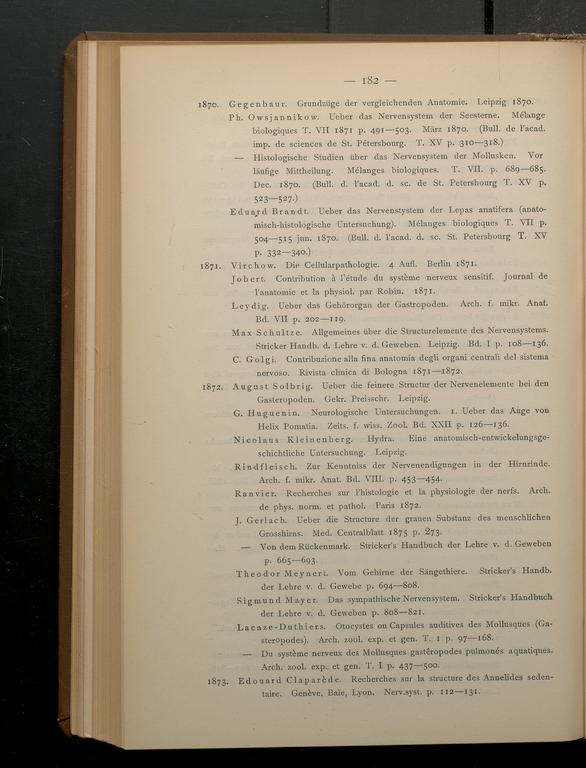 — 182 —
1870. Gegenbaur. Grundzüge der vergleichenden Anatomie. Leipzig 1870.
Ph. Owsjannikow. Ueber das Nervensystem der Seesterne. Mélange
biologiques T. VII 1871 p. 491—503. März 1870. (Bull. de l'acad.
imp. de sciences de St. Pétersbourg. T. XV p. 310—318.)
— Histologische Studien über das Nervensystem der Mollusken. Vor
läufige Mittheilung. Mélanges biologiques. T. VII. p. 689—685.
Dec. 1870. (Bull. d. l'acad. d. sc. de St. Petersbourg T. XV p.
523—527.)
Eduard Brandt. Ueber das Nervenstystem der Lepas anatifera (anato-
misch-histologische Untersuchung). Mélanges biologiques T. VII p.
504—515 jun. 1870. (Bull. d. l'acad. d. sc. St. Petersbourg T. XV
p. 332—340.)
1871. Virchow. Die Cellularpathologie. 4 Aufl. Berlin 1871.
Jobert. Contribution à l'étude du système nerveux sensitif. Journal de
l'anatomie et la physiol. par Robin. 1871.
Leydig. Ueber das Gehörorgan der Gastropoden. Arch. f. mikr. Anat.
Bd. VII p. 202—119.
Max Schultze. Allgemeines über die Structurelemente des Nervensystems.
Stricker Handb. d. Lehre v. d. Geweben. Leipzig. Bd. I p. 108—136.
C. Golgi. Contribuzione alla fina anatomia degli organi centrali del sistema
nervoso. Rivista clinica di Bologna 1871—1872.
1872. August Solbrig. Ueber die feinere Structur der Nervenelemente bei den
Gasteropoden. Gekr. Preisschr. Leipzig.
G. Huguenin. Neurologische Untersuchungen. 1. Ueber das Auge von
Helix Pomatia. Zeits. f. wiss. Zool. Bd. XXII p. 126—136.
Nicolaus Kleinenberg. Hydra. Eine anatomisch-entwickelungsge-
schichtliche Untersuchung. Leipzig.
Rindfleisch. Zur Kenntniss der Nervenendigungen in der Hirnrinde.
Arch. f. mikr. Anat. Bd. VIII. p. 453—454.
Ranvier. Recherches sur l'histologie et la physiologie der nerfs. Arch.
de phys. norm. et pathol. Paris 1872.
J. Gerlach. Ueber die Structure der grauen Substanz des menschlichen
Grosshirns. Med. Centralblatt 1875 p. 273.
— Von dem Rückenmark. Stricker's Handbuch der Lehre v. d. Geweben
p. 665—693.
Theodor Meynert. Vom Gehirne der Sängethiere. Stricker's Handb.
der Lehre v. d. Gewebe p. 694—808.
Sigmund Mayer. Das sympathische Nervensystem. Stricker's Handbuch
der Lehre v. d. Geweben p. 808—821.
Lacaze-Duthiers. Otocystes ou Capsules auditives des Mollusques (Ga-
steropodes). Arch. zool. exp. et gen. T. 1 p. 97—168.
— Du système nerveux des Mollusques gastêropodes pulmonés aquatiques.
Arch. zool. exp. et gen. T. I p. 437—500.
1873. Edouard Claparède. Recherches sur la structure des Annelides seden-
taire. Genève, Bale, Lyon. Nerv.syst. p. 112—131.